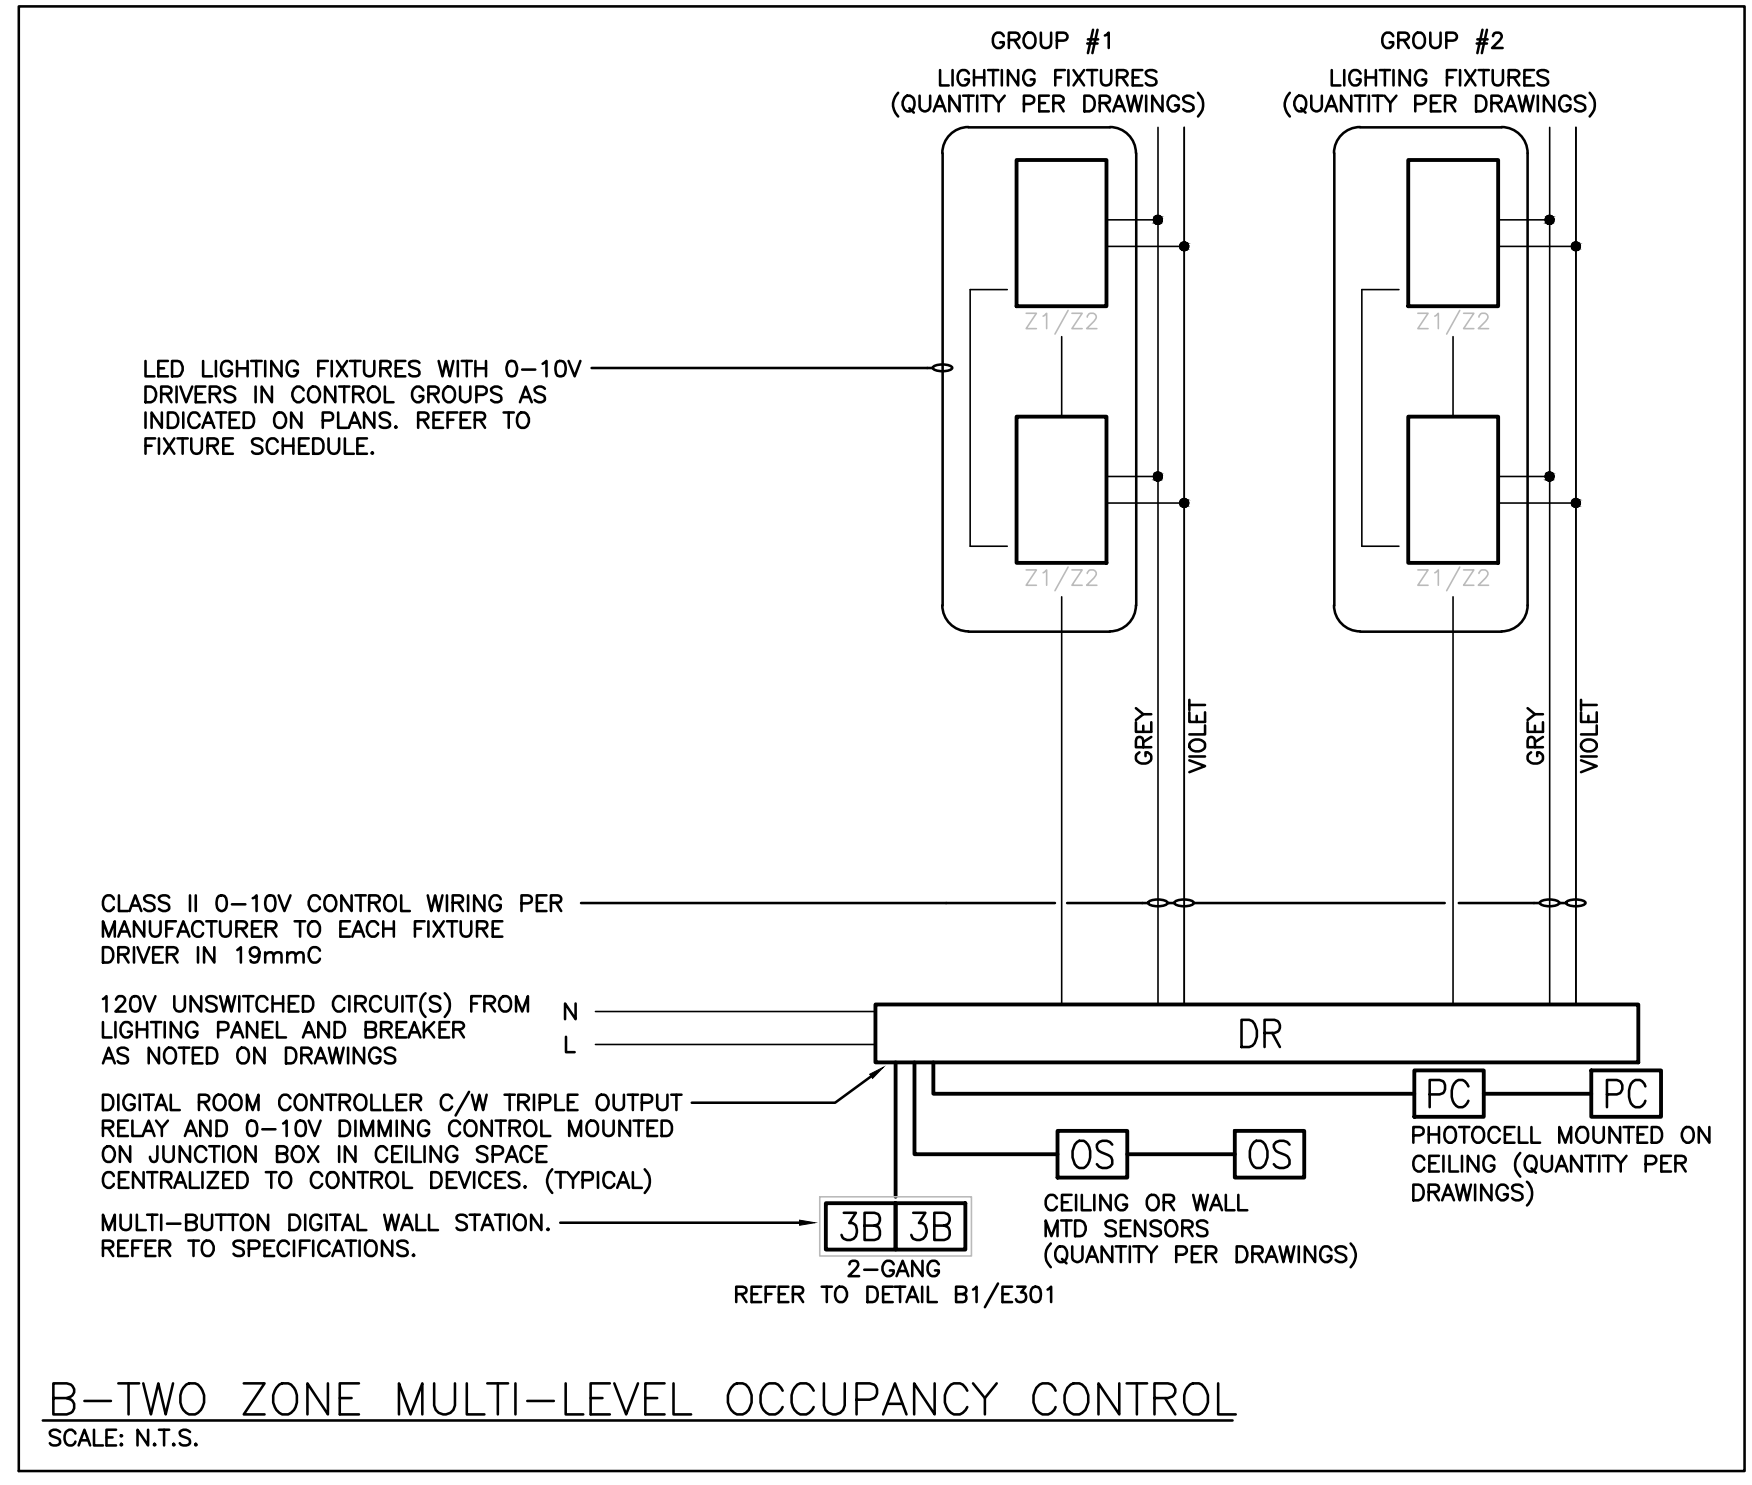 GROUP #1
LIGHTING FIXTURES
(QUANTITY PER DRAWINGS)
GROUP #2
LIGHTING FIXTURES
(QUANTITY PER DRAWINGS)
Z1/Z2
Z1/Z2
LED LIGHTING FIXTURES WITH 0-10V
DRIVERS IN CONTROL GROUPS AS
INDICATED ON PLANS. REFER TO
FIXTURE SCHEDULE.
Z1/Z2
Z1/Z2
GREY
VIOLET
GREY
VIOLET
CLASS II 0-10V CONTROL WIRING PER
MANUFACTURER TO EACH FIXTURE
DRIVER IN 19mmC
120V UNSWITCHED CIRCUIT(S) FROM
LIGHTING PANEL AND BREAKER
AS NOTED ON DRAWINGS
N
L
DR
DIGITAL ROOM CONTROLLER C/W TRIPLE OUTPUT
RELAY AND 0-10V DIMMING CONTROL MOUNTED
ON JUNCTION BOX IN CEILING SPACE
CENTRALIZED TO CONTROL DEVICES. (TYPICAL)
PC
PC
PHOTOCELL MOUNTED ON
CEILING (QUANTITY PER
DRAWINGS)
OS
OS
CEILING OR WALL
MTD SENSORS
(QUANTITY PER DRAWINGS)
MULTI-BUTTON DIGITAL WALL STATION.
REFER TO SPECIFICATIONS.
3B
3B
2-GANG
REFER TO DETAIL B1/E301
B-TWO ZONE MULTI-LEVEL OCCUPANCY CONTROL
SCALE: N.T.S.